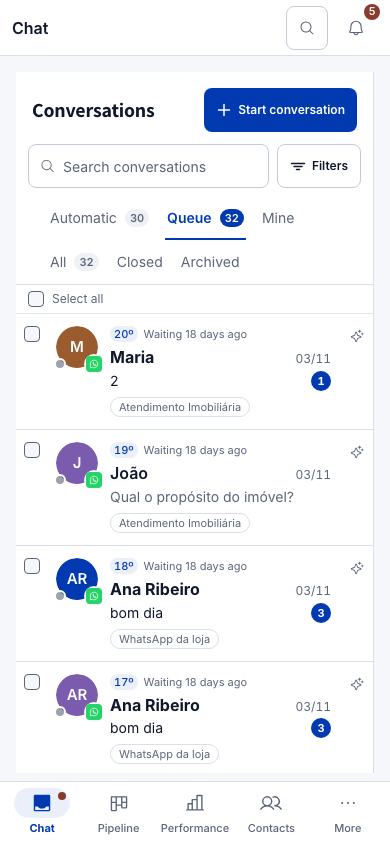 Chat
5
Conversations
Start conversation
Search conversations
Filters
Automatic 30 Queue 32 Mine
All 32 Closed Archived
Select all
M
20º Waiting 18 days ago
Maria 03/11
2 1
Atendimento Imobiliária
J
19º Waiting 18 days ago
João 03/11
Qual o propósito do imóvel?
Atendimento Imobiliária
AR
18º Waiting 18 days ago
Ana Ribeiro 03/11
bom dia 3
WhatsApp da loja
AR
17º Waiting 18 days ago
Ana Ribeiro 03/11
bom dia 3
WhatsApp da loja
Chat Pipeline Performance Contacts More